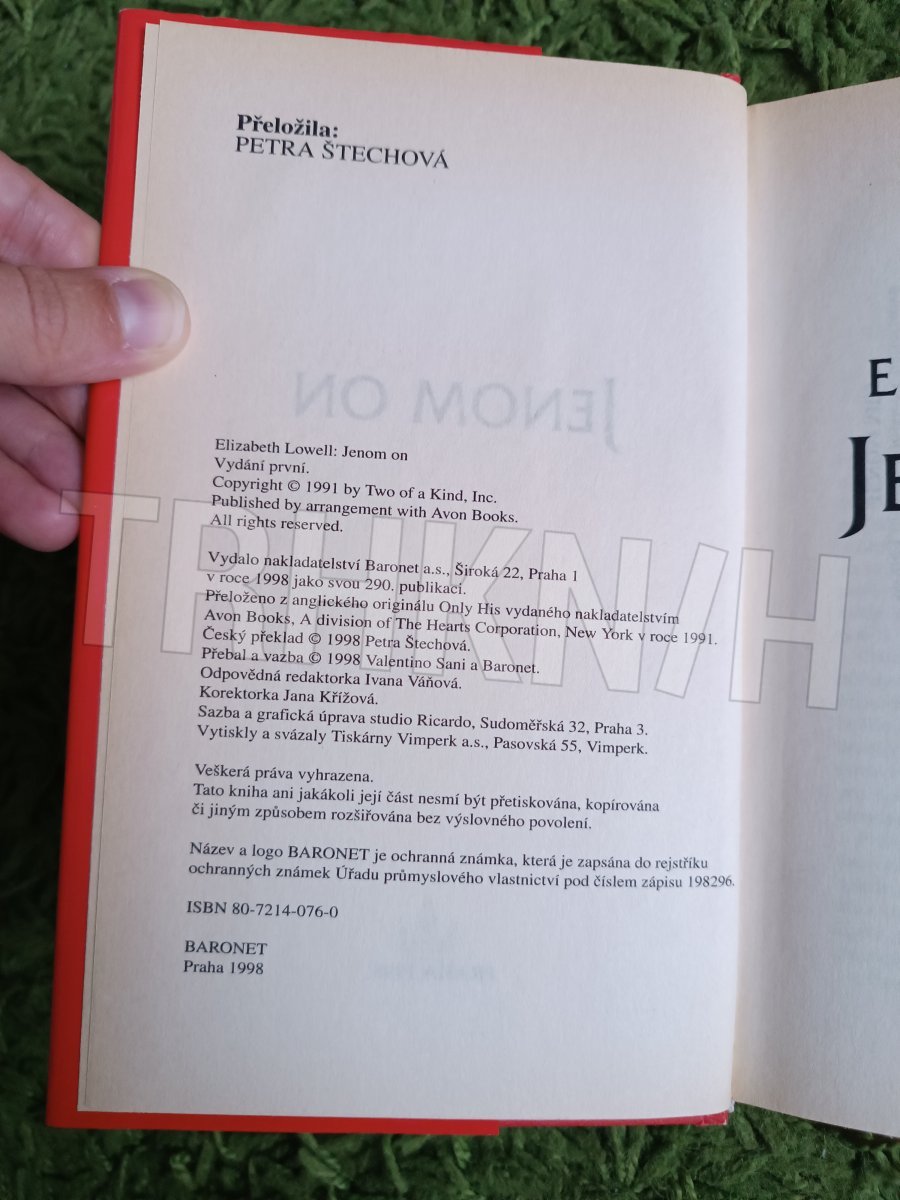 Přeložila:
PETRA ŠTECHOVÁ
JENOM ON
Elizabeth Lowell: Jenom on
Vydání první.
Copyright © 1991 by Two of a Kind, Inc.
Published by arrangement with Avon Books.
All rights reserved.
Vydalo nakladatelství Baronet a.s., Široká 22, Praha 1
v roce 1998 jako svou 290. publikací.
Přeloženo z anglického originálu Only His vydaného nakladatelstvím
Avon Books, A division of The Hearts Corporation, New York v roce 1991.
Český překlad © 1998 Petra Štechová.
Přebal a vazba © 1998 Valentino Sani a Baronet.
Odpovědná redaktorka Ivana Váňová.
Korektorka Jana Křížová.
Sazba a grafická úprava studio Ricardo, Sudoměřská 32, Praha 3.
Vytiskly a svázaly Tiskárny Vimperk a.s., Pasovská 55, Vimperk.
Veškerá práva vyhrazena.
Tato kniha ani jakákoli její část nesmí být přetiskována, kopírována
či jiným způsobem rozšiřována bez výslovného povolení.
Název a logo BARONET je ochranná známka, která je zapsána do rejstříku
ochranných známek Úřadu průmyslového vlastnictví pod číslem zápisu 198296.
ISBN 80-7214-076-0
BARONET
Praha 1998
E
JE
TRHKN/H